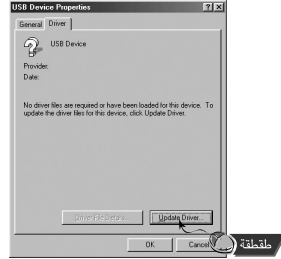 USB Device Properties
General
Driver
USB Device
Provider:
Date:
No driver files are required or have been loaded for this device. To
update the driver files for this device, click Update Driver.
Driver File Details...
Update Driver...
OK
Cancel
طقطقة